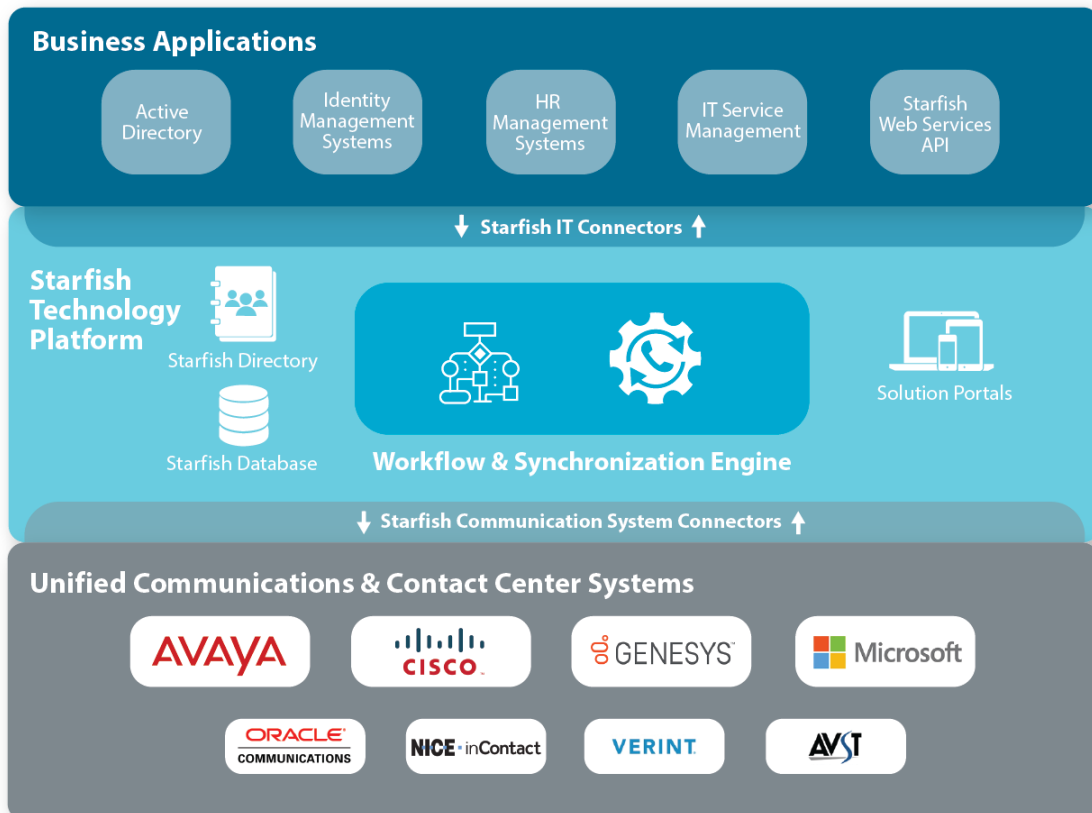 Business Applications
Active
Directory
Identity
Management
Systems
HR
Management
Systems
IT Service
Management
Starfish
Web Services
API
Starfish IT Connectors
Starfish
Technology
Platform
Starfish Directory
Starfish Database
Workflow & Synchronization Engine
Solution Portals
Starfish Communication System Connectors
Unified Communications & Contact Center Systems
AVAYA
CISCO™
GENESYS™
Microsoft
ORACLE®
COMMUNICATIONS
NICE·inContact
VERINT
AVST